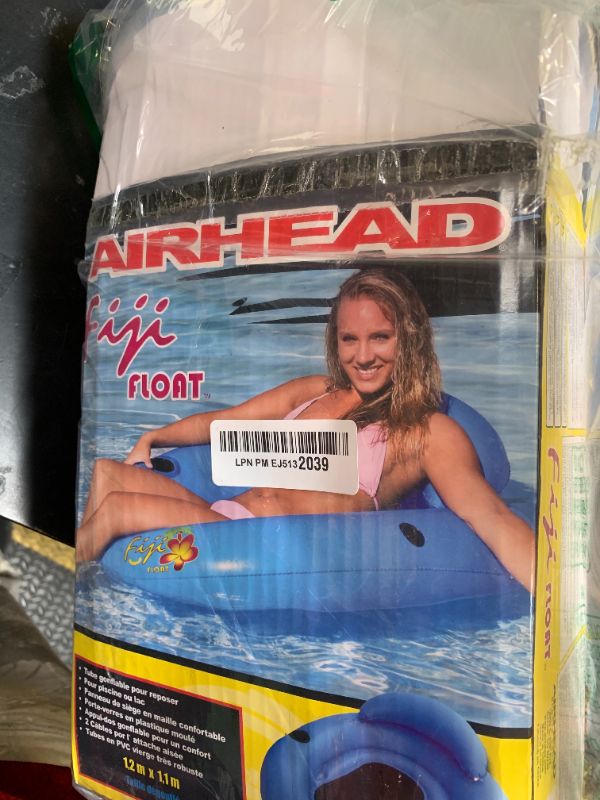 AIRHEAD
fiji
FLOAT
LPN PM EJ5132039
Fiji
FLOAT
fiji FLOAT
• Tube gonflable pour reposer
• Pour piscine ou lac
• Panneau de siège en maille confortable
• Porte-verres en plastique moulé
• Appui-dos gonflable pour un confort
• 2 Câbles por l' attache aisée
• Tubes en PVC vierge très robuste
1.2 m x 1.1 m